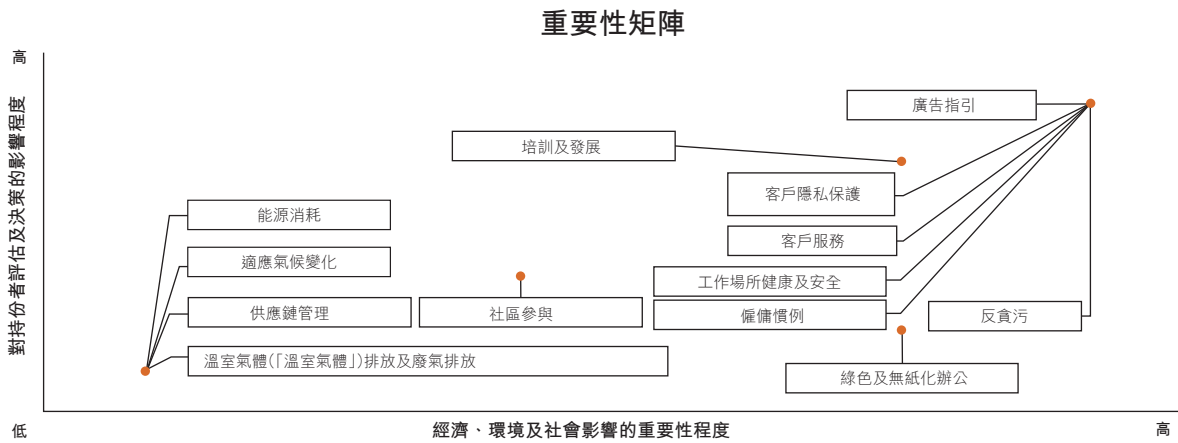 重要性矩陣
高
對持份者評估及決策的影響程度
廣告指引
培訓及發展
客戶隱私保護
能源消耗
客戶服務
適應氣候變化
工作場所健康及安全
供應鏈管理
社區參與
僱傭慣例
反貪污
溫室氣體(「溫室氣體」)排放及廢氣排放
綠色及無紙化辦公
低
經濟、環境及社會影響的重要性程度
高